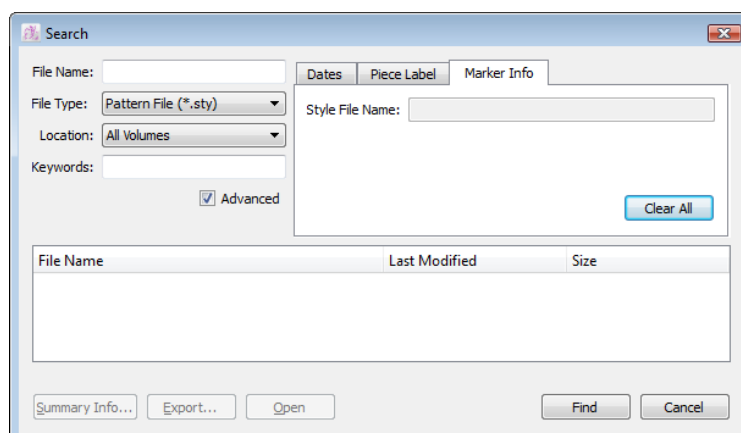 Search
File Name:
File Type: Pattern File (*.sty)
Location: All Volumes
Keywords:
Advanced
Dates Piece Label Marker Info
Style File Name:
Clear All
File Name Last Modified Size
Summary Info... Export... Open Find Cancel